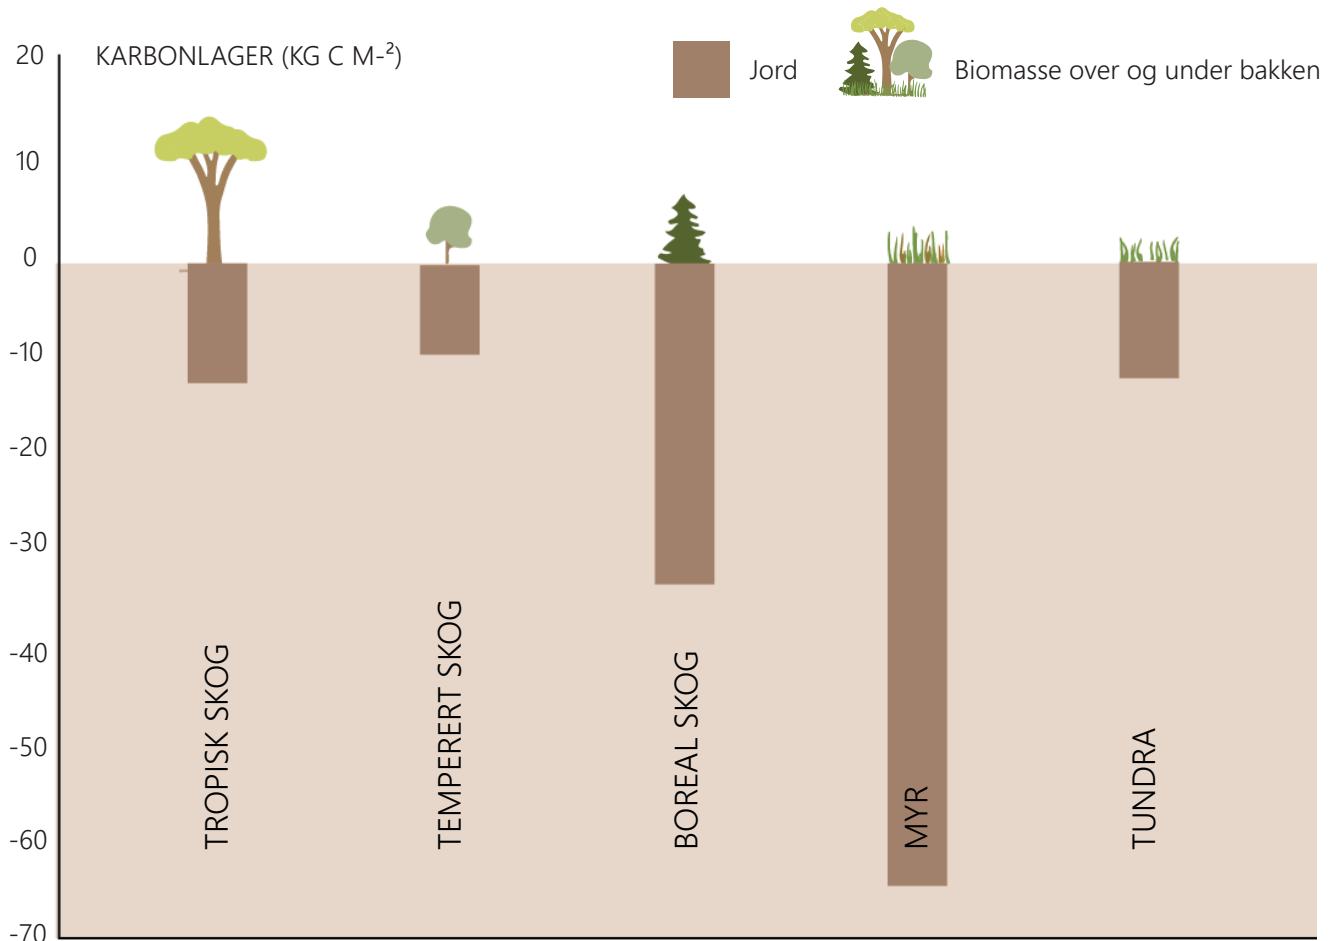 KARBONLAGER (KG C M-²)
Jord
Biomasse over og under bakken
20
10
0
-10
-20
-30
-40
-50
-60
-70
TROPISK SKOG
TEMPERERT SKOG
BOREAL SKOG
MYR
TUNDRA